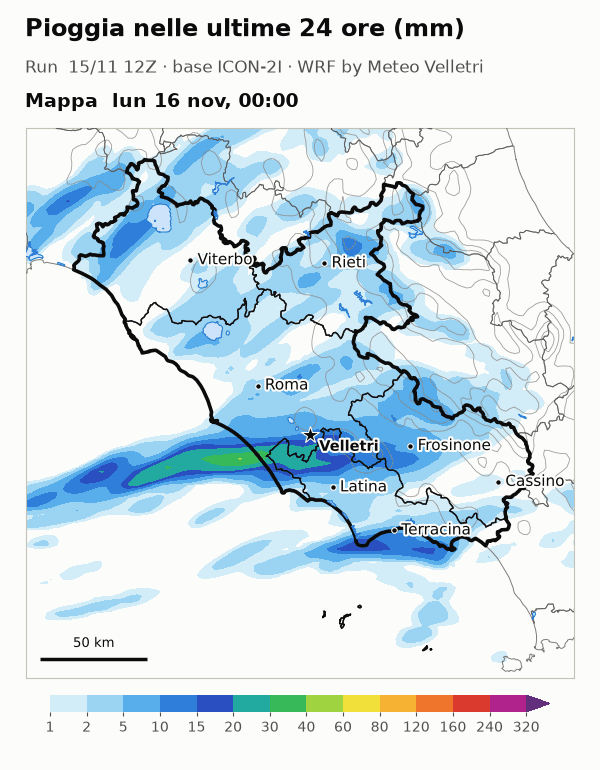 Pioggia nelle ultime 24 ore (mm)
Run  15/11 12Z · base ICON-2I · WRF by Meteo Velletri
Mappa  lun 16 nov, 00:00
Viterbo
Rieti
Roma
Velletri
Frosinone
Latina
Cassino
Terracina
50 km
1 2 5 10 15 20 30 40 60 80 120 160 240 320